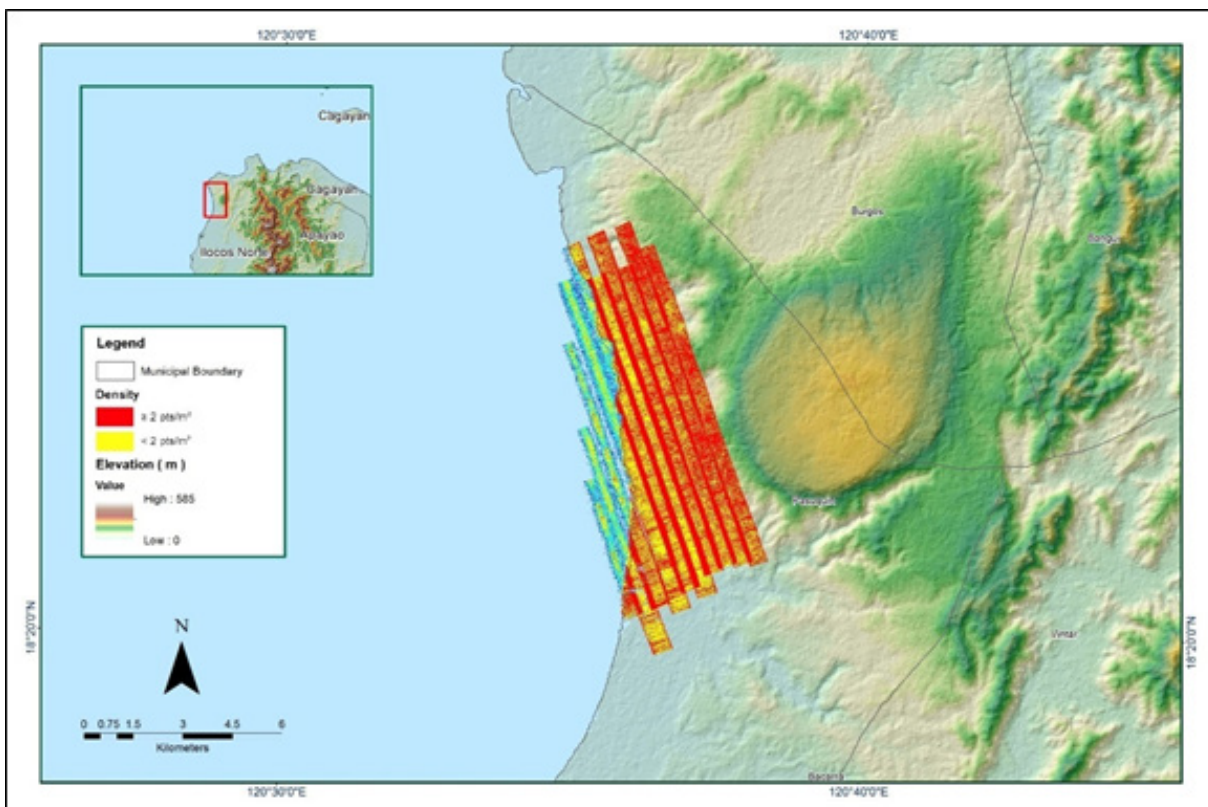 120°30'0"E
120°40'0"E
Cagayan
Cagayan
Apayao
Ilocos Norte
Burgos
Bangui
Legend
Municipal Boundary
Density
≥ 2 pts/m²
< 2 pts/m²
Elevation ( m )
Value
High : 585
Low : 0
Pasuquin
18°20'0"N
18°20'0"N
Vintar
N
0 0.75 1.5 3 4.5 6
Kilometers
Bacarra
120°30'0"E
120°40'0"E